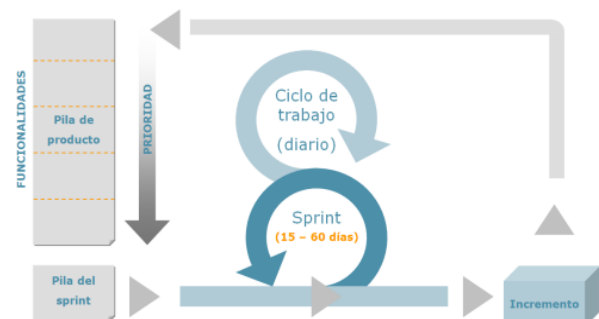 FUNCIONALIDADES
Pila de
producto
PRIORIDAD
Ciclo de
trabajo
(diario)
Sprint
(15 – 60 días)
Pila del
sprint
Incremento